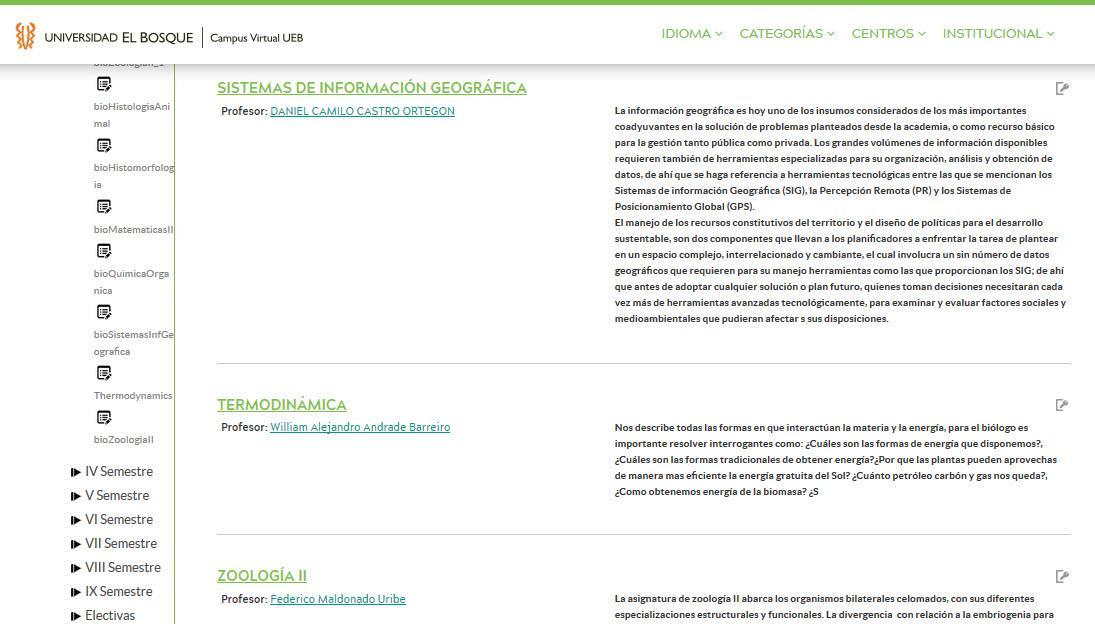 UNIVERSIDAD EL BOSQUE | Campus Virtual UEB
IDIOMA CATEGORÍAS CENTROS INSTITUCIONAL
bioHistologiaAni
mal
bioHistomorfolog
ia
bioMatematicasII
bioQuimicaOrga
nica
bioSistemasInfGe
ografica
Thermodynamics
bioZoologiaII
IV Semestre
V Semestre
VI Semestre
VII Semestre
VIII Semestre
IX Semestre
Electivas
SISTEMAS DE INFORMACIÓN GEOGRÁFICA
Profesor: DANIEL CAMILO CASTRO ORTEGON
La información geográfica es hoy uno de los insumos considerados de los más importantes
coadyuvantes en la solución de problemas planteados desde la academia, o como recurso básico
para la gestión tanto pública como privada. Los grandes volúmenes de información disponibles
requieren también de herramientas especializadas para su organización, análisis y obtención de
datos, de ahí que se haga referencia a herramientas tecnológicas entre las que se mencionan los
Sistemas de información Geográfica (SIG), la Percepción Remota (PR) y los Sistemas de
Posicionamiento Global (GPS).
El manejo de los recursos constitutivos del territorio y el diseño de políticas para el desarrollo
sustentable, son dos componentes que llevan a los planificadores a enfrentar la tarea de plantear
en un espacio complejo, interrelacionado y cambiante, el cual involucra un sin número de datos
geográficos que requieren para su manejo herramientas como las que proporcionan los SIG; de ahí
que antes de adoptar cualquier solución o plan futuro, quienes toman decisiones necesitaran cada
vez más de herramientas avanzadas tecnológicamente, para examinar y evaluar factores sociales y
medioambientales que pudieran afectar s sus disposiciones.
TERMODINÁMICA
Profesor: William Alejandro Andrade Barreiro
Nos describe todas las formas en que interactúan la materia y la energía, para el biólogo es
importante resolver interrogantes como: ¿Cuáles son las formas de energía que disponemos?,
¿Cuáles son las formas tradicionales de obtener energía?¿Por que las plantas pueden aprovechas
de manera mas eficiente la energía gratuita del Sol? ¿Cuánto petróleo carbón y gas nos queda?,
¿Como obtenemos energía de la biomasa? ¿S
ZOOLOGÍA II
Profesor: Federico Maldonado Uribe
La asignatura de zoología II abarca los organismos bilaterales celomados, con sus diferentes
especializaciones estructurales y funcionales. La divergencia con relación a la embriogenia para